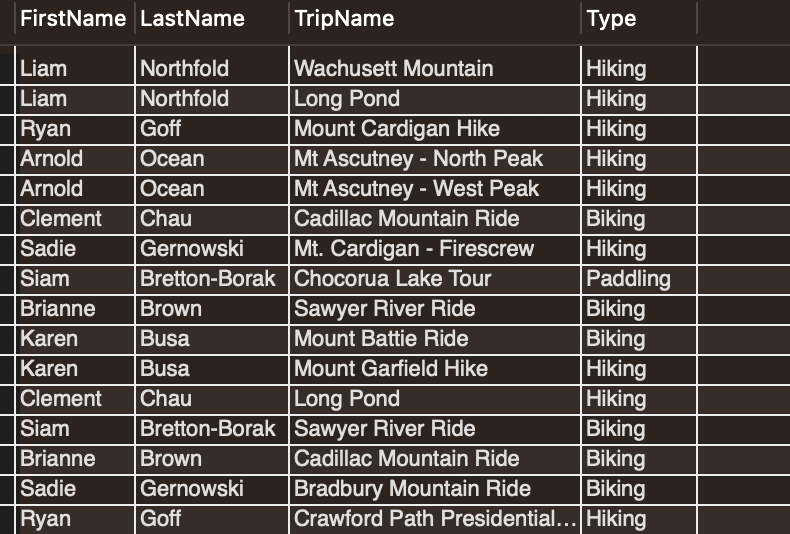 FirstName LastName TripName Type
Liam Northfold Wachusett Mountain Hiking
Liam Northfold Long Pond Hiking
Ryan Goff Mount Cardigan Hike Hiking
Arnold Ocean Mt Ascutney - North Peak Hiking
Arnold Ocean Mt Ascutney - West Peak Hiking
Clement Chau Cadillac Mountain Ride Biking
Sadie Gernowski Mt. Cardigan - Firescrew Hiking
Siam Bretton-Borak Chocorua Lake Tour Paddling
Brianne Brown Sawyer River Ride Biking
Karen Busa Mount Battie Ride Biking
Karen Busa Mount Garfield Hike Hiking
Clement Chau Long Pond Hiking
Siam Bretton-Borak Sawyer River Ride Biking
Brianne Brown Cadillac Mountain Ride Biking
Sadie Gernowski Bradbury Mountain Ride Biking
Ryan Goff Crawford Path Presidential... Hiking